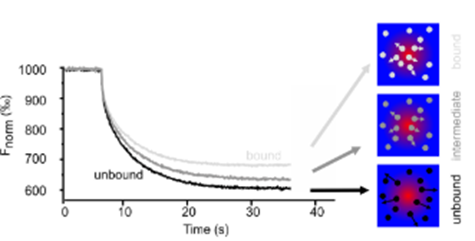 1000
900
800
700
600
Fnorm (‰)
bound
unbound
0
10
20
30
40
Time (s)
bound
intermediate
unbound